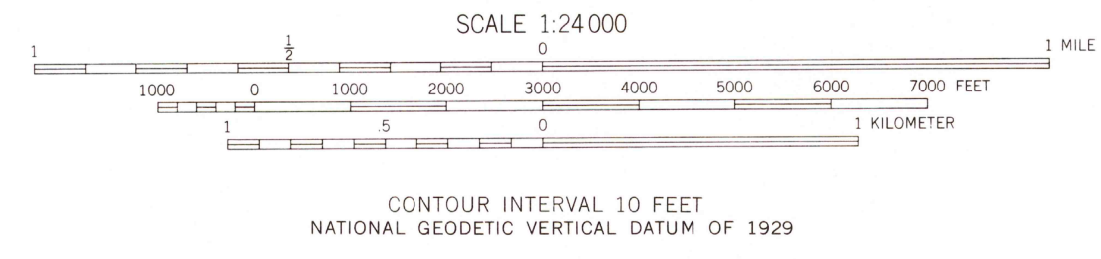 SCALE 1:24 000
1 ½ 0 1 MILE
1000 0 1000 2000 3000 4000 5000 6000 7000 FEET
1 .5 0 1 KILOMETER
CONTOUR INTERVAL 10 FEET
NATIONAL GEODETIC VERTICAL DATUM OF 1929